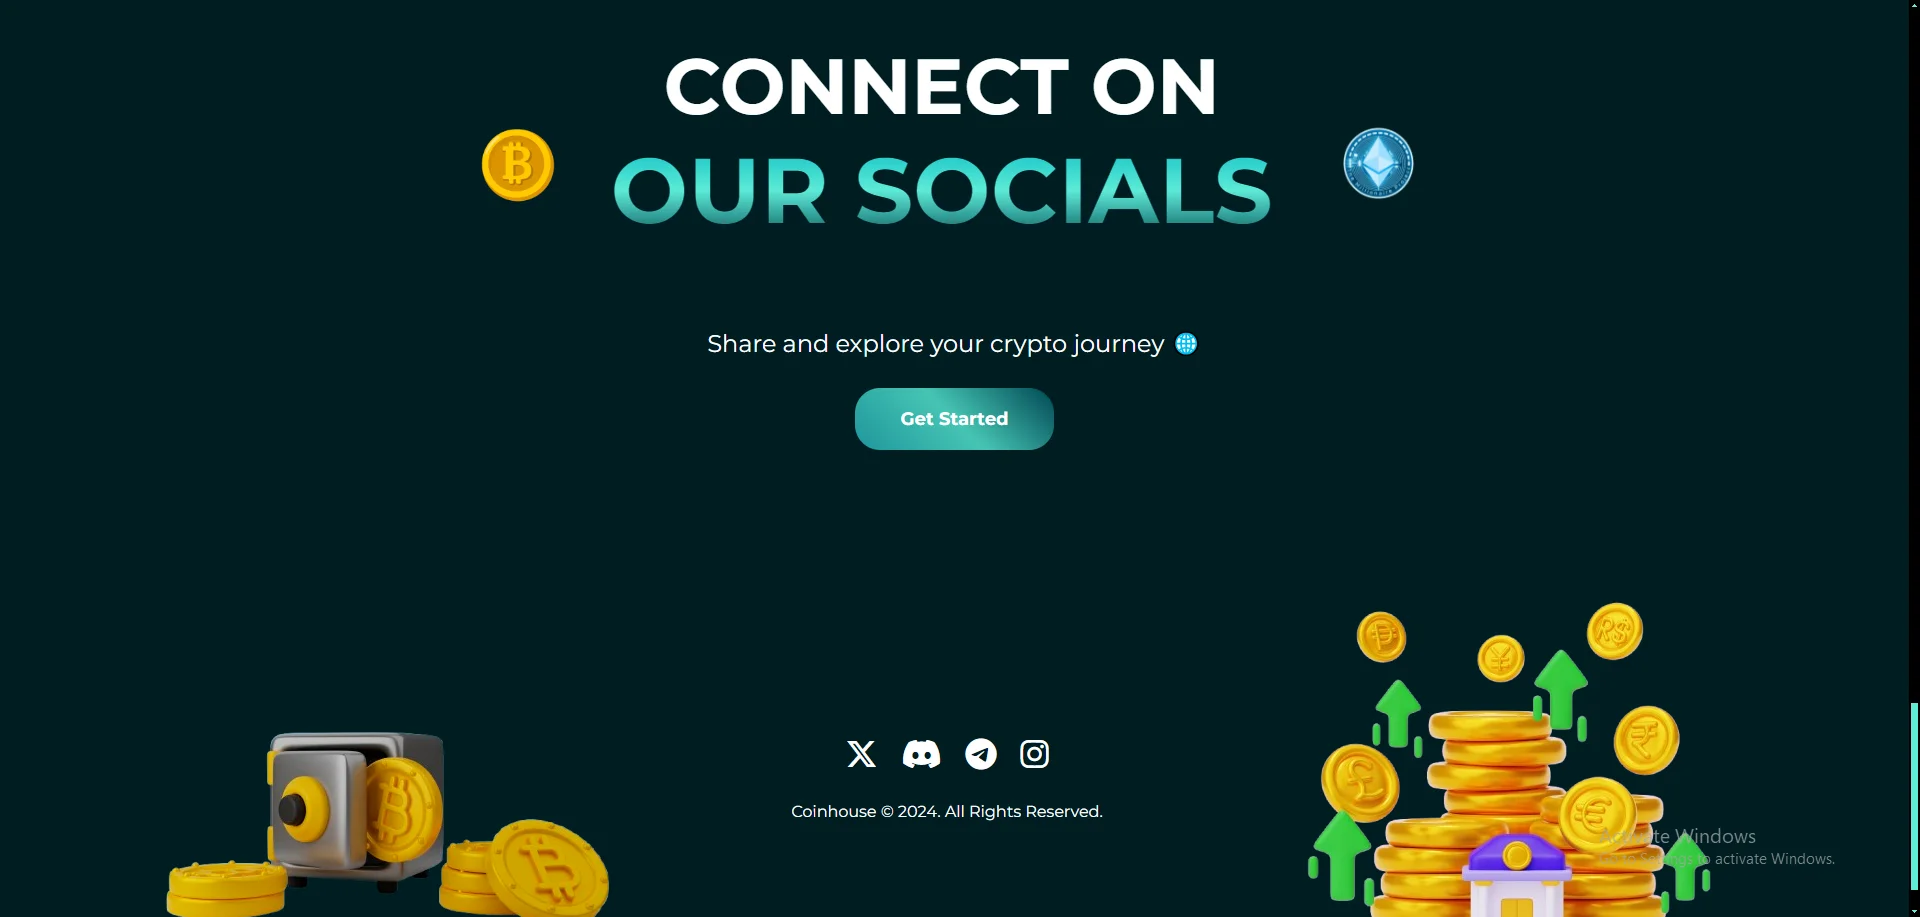 CONNECT ON
OUR SOCIALS
Share and explore your crypto journey
Get Started
Coinhouse © 2024. All Rights Reserved.
Activate Windows
Go to Settings to activate Windows.